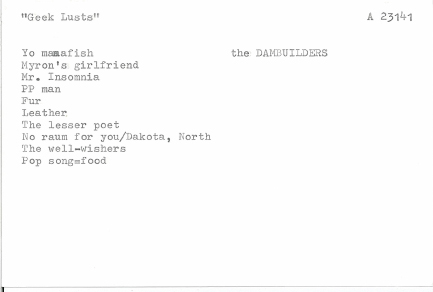 "Geek Lusts" A 23141
Yo mamafish the DAMBUILDERS
Myron's girlfriend
Mr. Insomnia
PP man
Fur
Leather
The lesser poet
No raum for you/Dakota, North
The well-wishers
Pop song=food